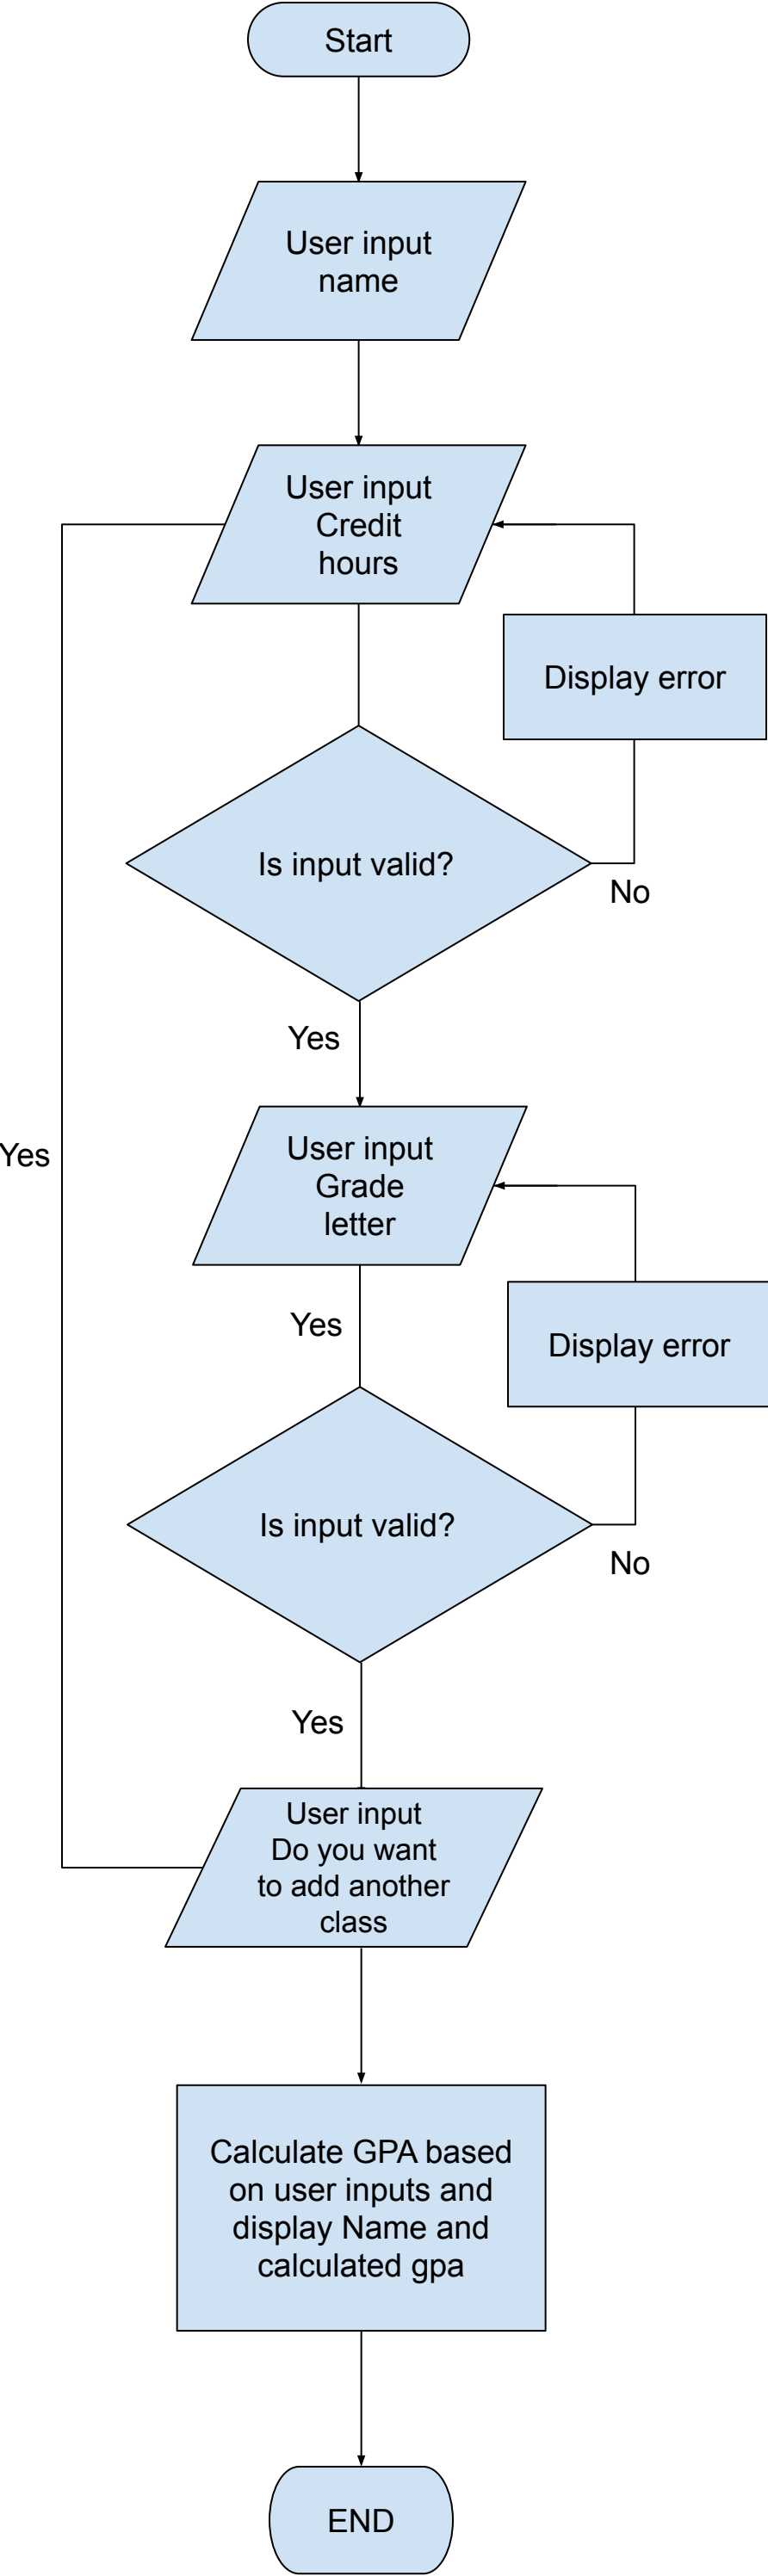 Start
User input
name
User input
Credit
hours
Display error
Is input valid?
No
Yes
Yes
User input
Grade
letter
Yes
Display error
Is input valid?
No
Yes
User input
Do you want
to add another
class
Calculate GPA based
on user inputs and
display Name and
calculated gpa
END